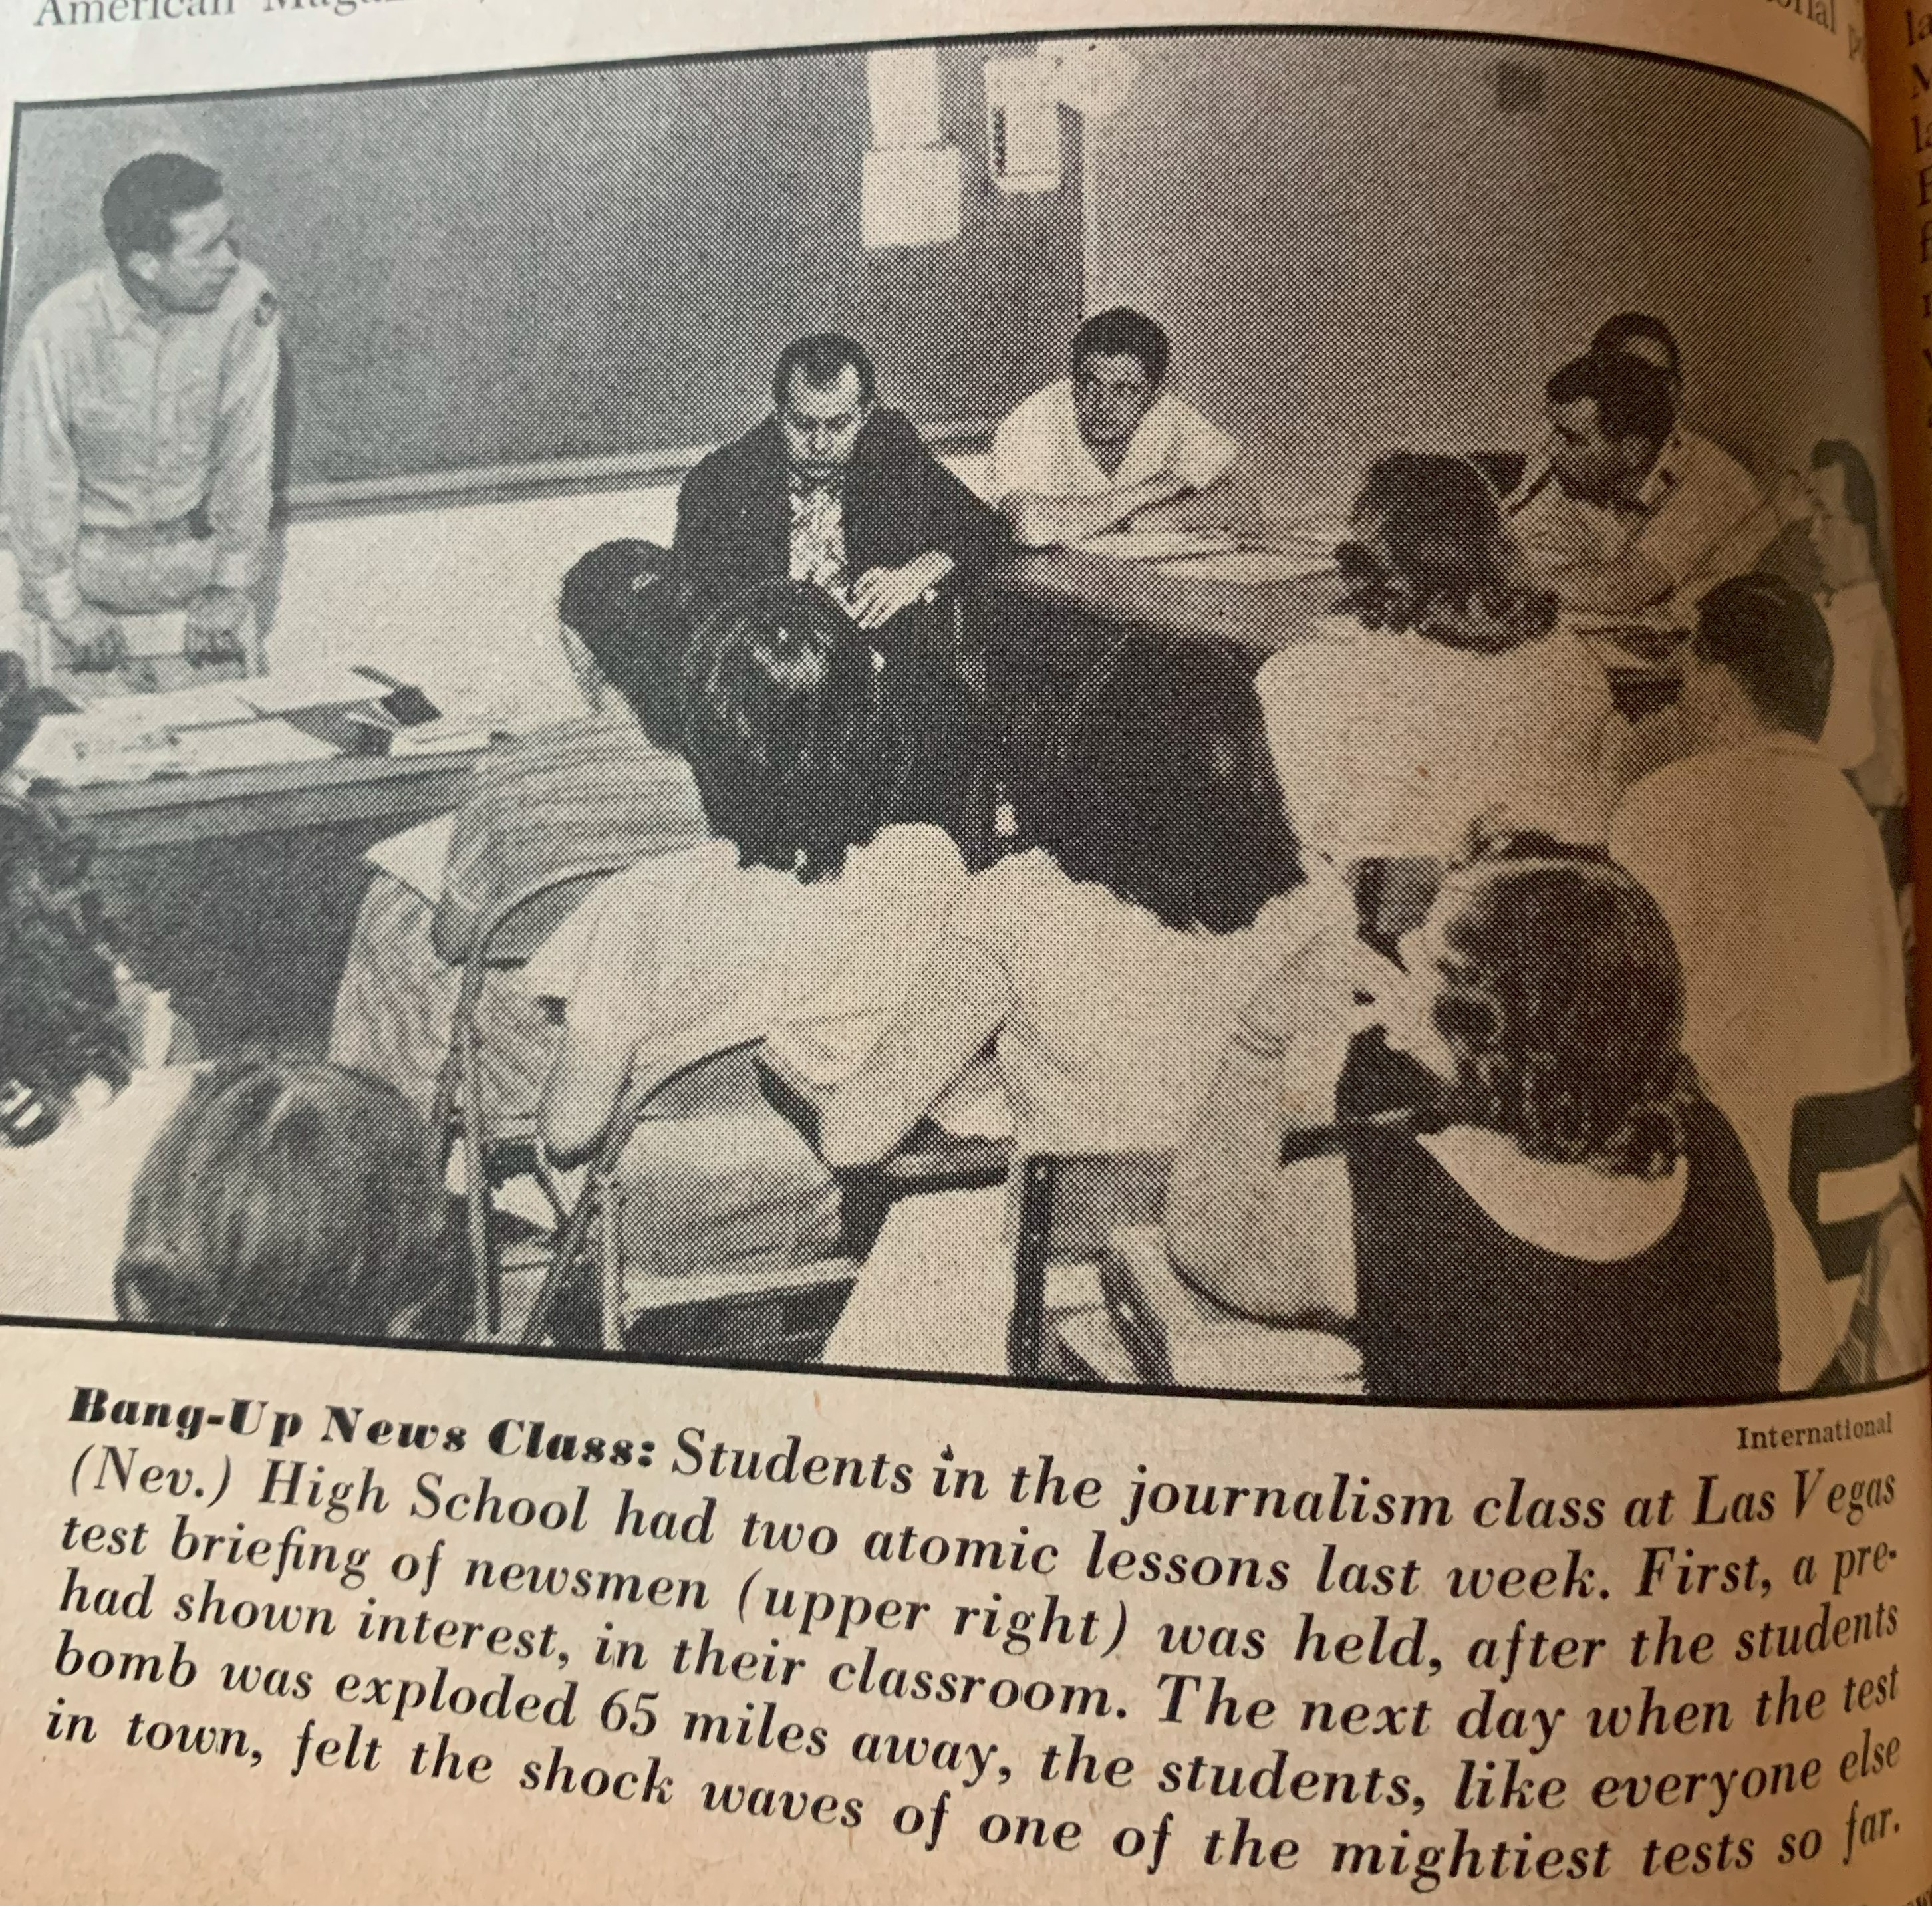 American
International
Bang-Up News Class: Students in the journalism class at Las Vegas
(Nev.) High School had two atomic lessons last week. First, a pre-
test briefing of newsmen (upper right) was held, after the students
had shown interest, in their classroom. The next day when the test
bomb was exploded 65 miles away, the students, like everyone else
in town, felt the shock waves of one of the mightiest tests so far.